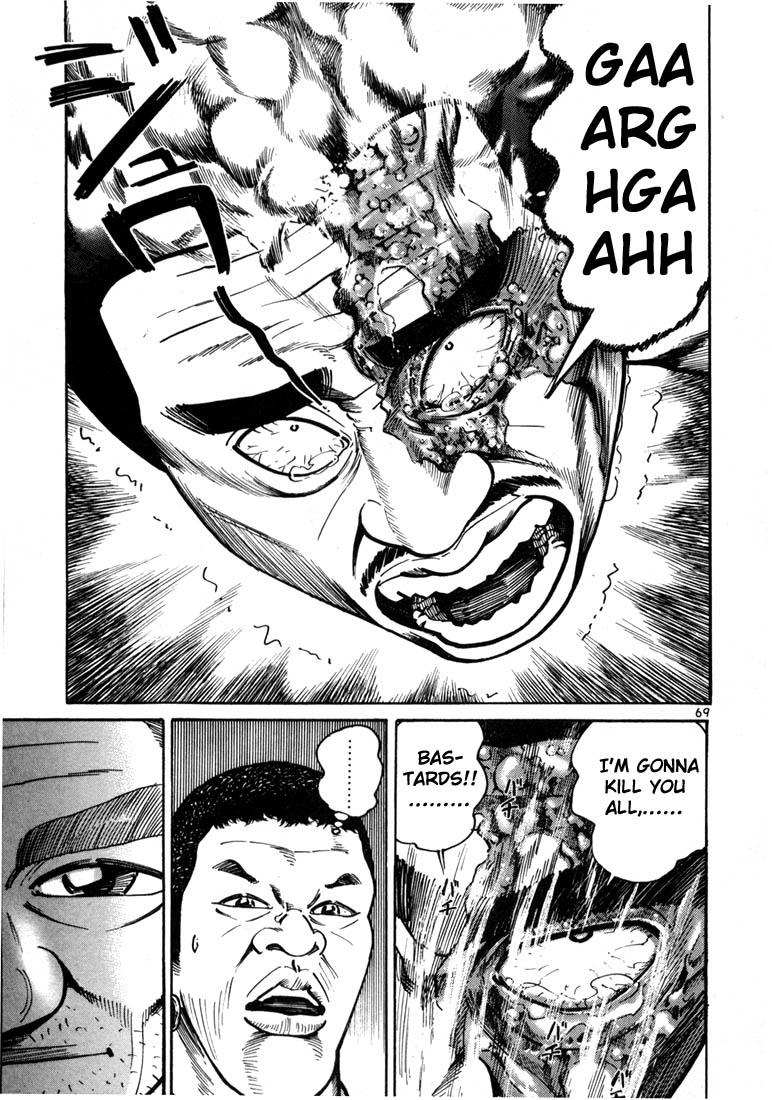 GAA
ARG
HGA
AHH
ジュウ
69
I'M GONNA
KILL YOU
ALL,......
BAS-
TARDS!!
.........
バチ
バチ
バチ
........